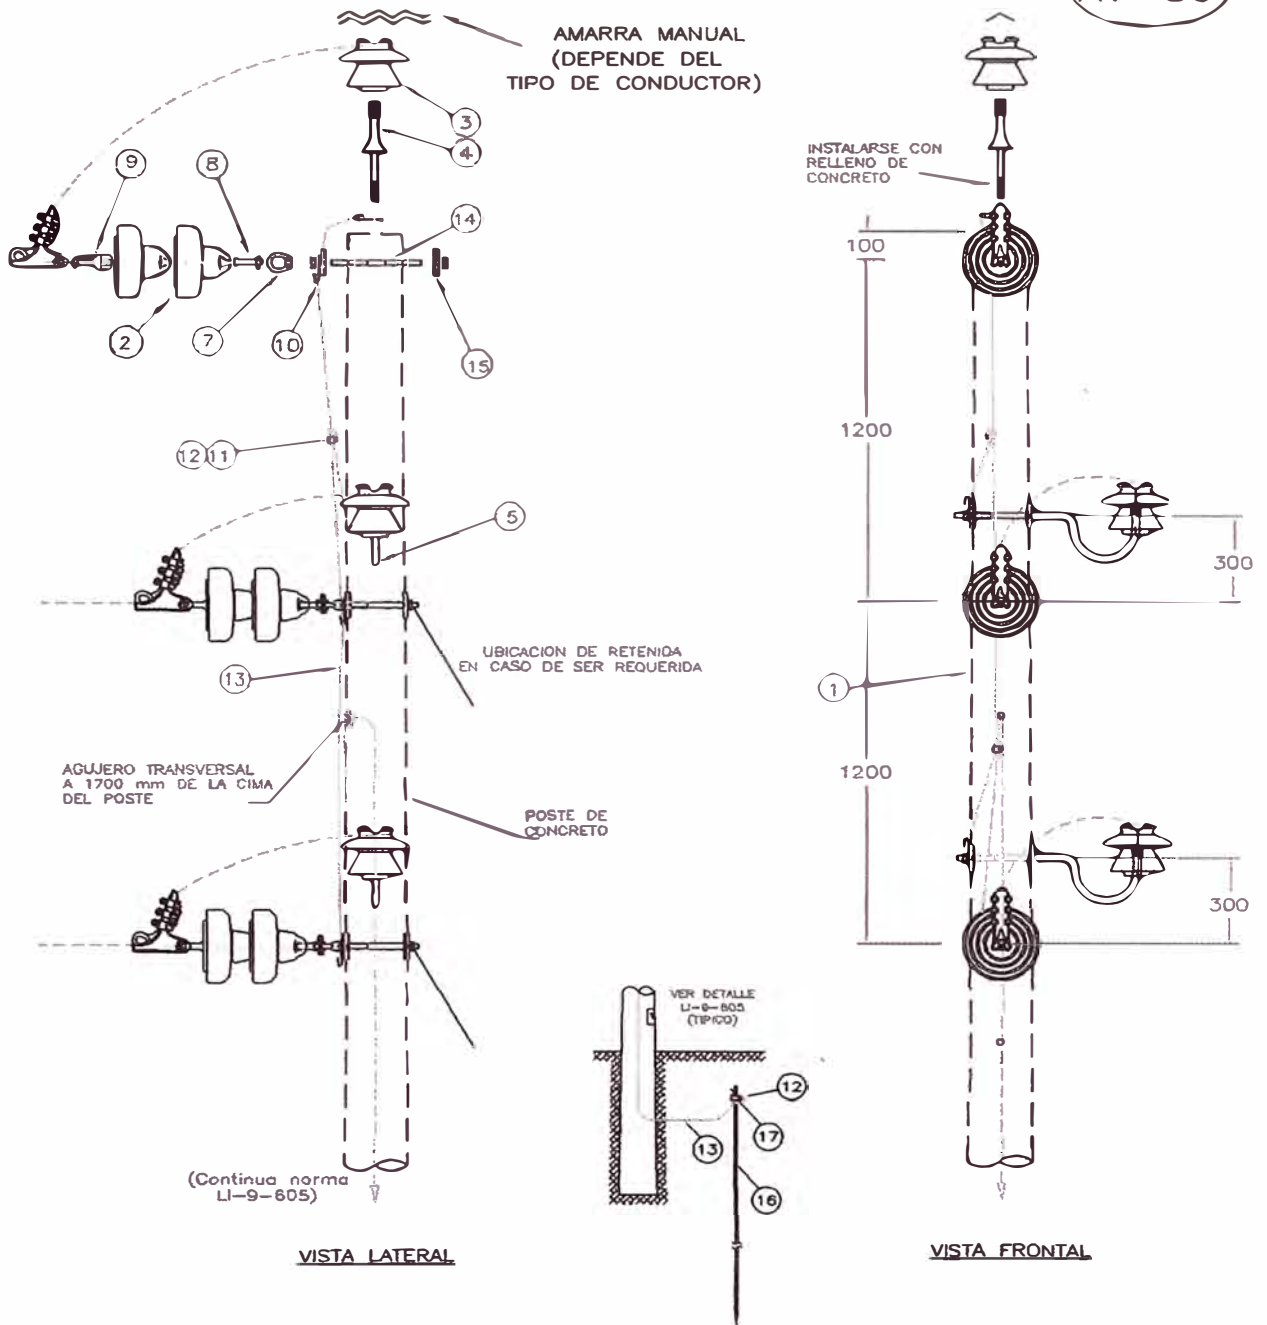 AMARRA MANUAL
(DEPENDE DEL
TIPO DE CONDUCTOR)
3
4
9
8
14
2
7
10
15
12 11
5
UBICACION DE RETENIDA
EN CASO DE SER REQUERIDA
13
AGUJERO TRANSVERSAL
A 1700 mm DE LA CIMA
DEL POSTE
POSTE DE
CONCRETO
(Continua norma
LI-9-605)
VISTA LATERAL
VER DETALLE
LI-9-605
(TIPICO)
12
17
13
16
INSTALARSE CON
RELLENO DE
CONCRETO
100
1200
300
1
1200
300
VISTA FRONTAL